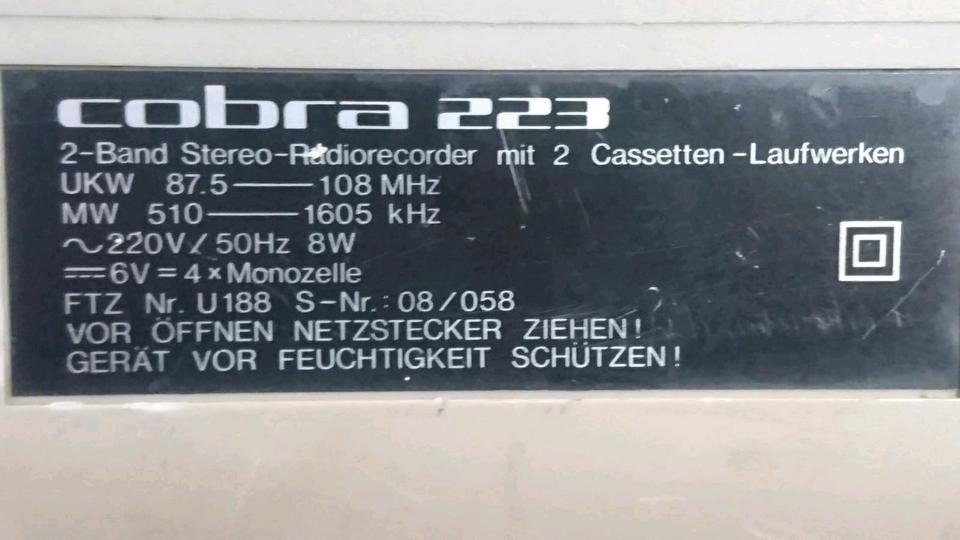 cobra 223
2-Band Stereo-Radiorecorder mit 2 Cassetten-Laufwerken
UKW 87.5——108 MHz
MW 510——1605 kHz
~220V/50Hz 8W
⎓6V=4×Monozelle
FTZ Nr. U188 S-Nr.: 08/058
VOR ÖFFNEN NETZSTECKER ZIEHEN!
GERÄT VOR FEUCHTIGKEIT SCHÜTZEN!